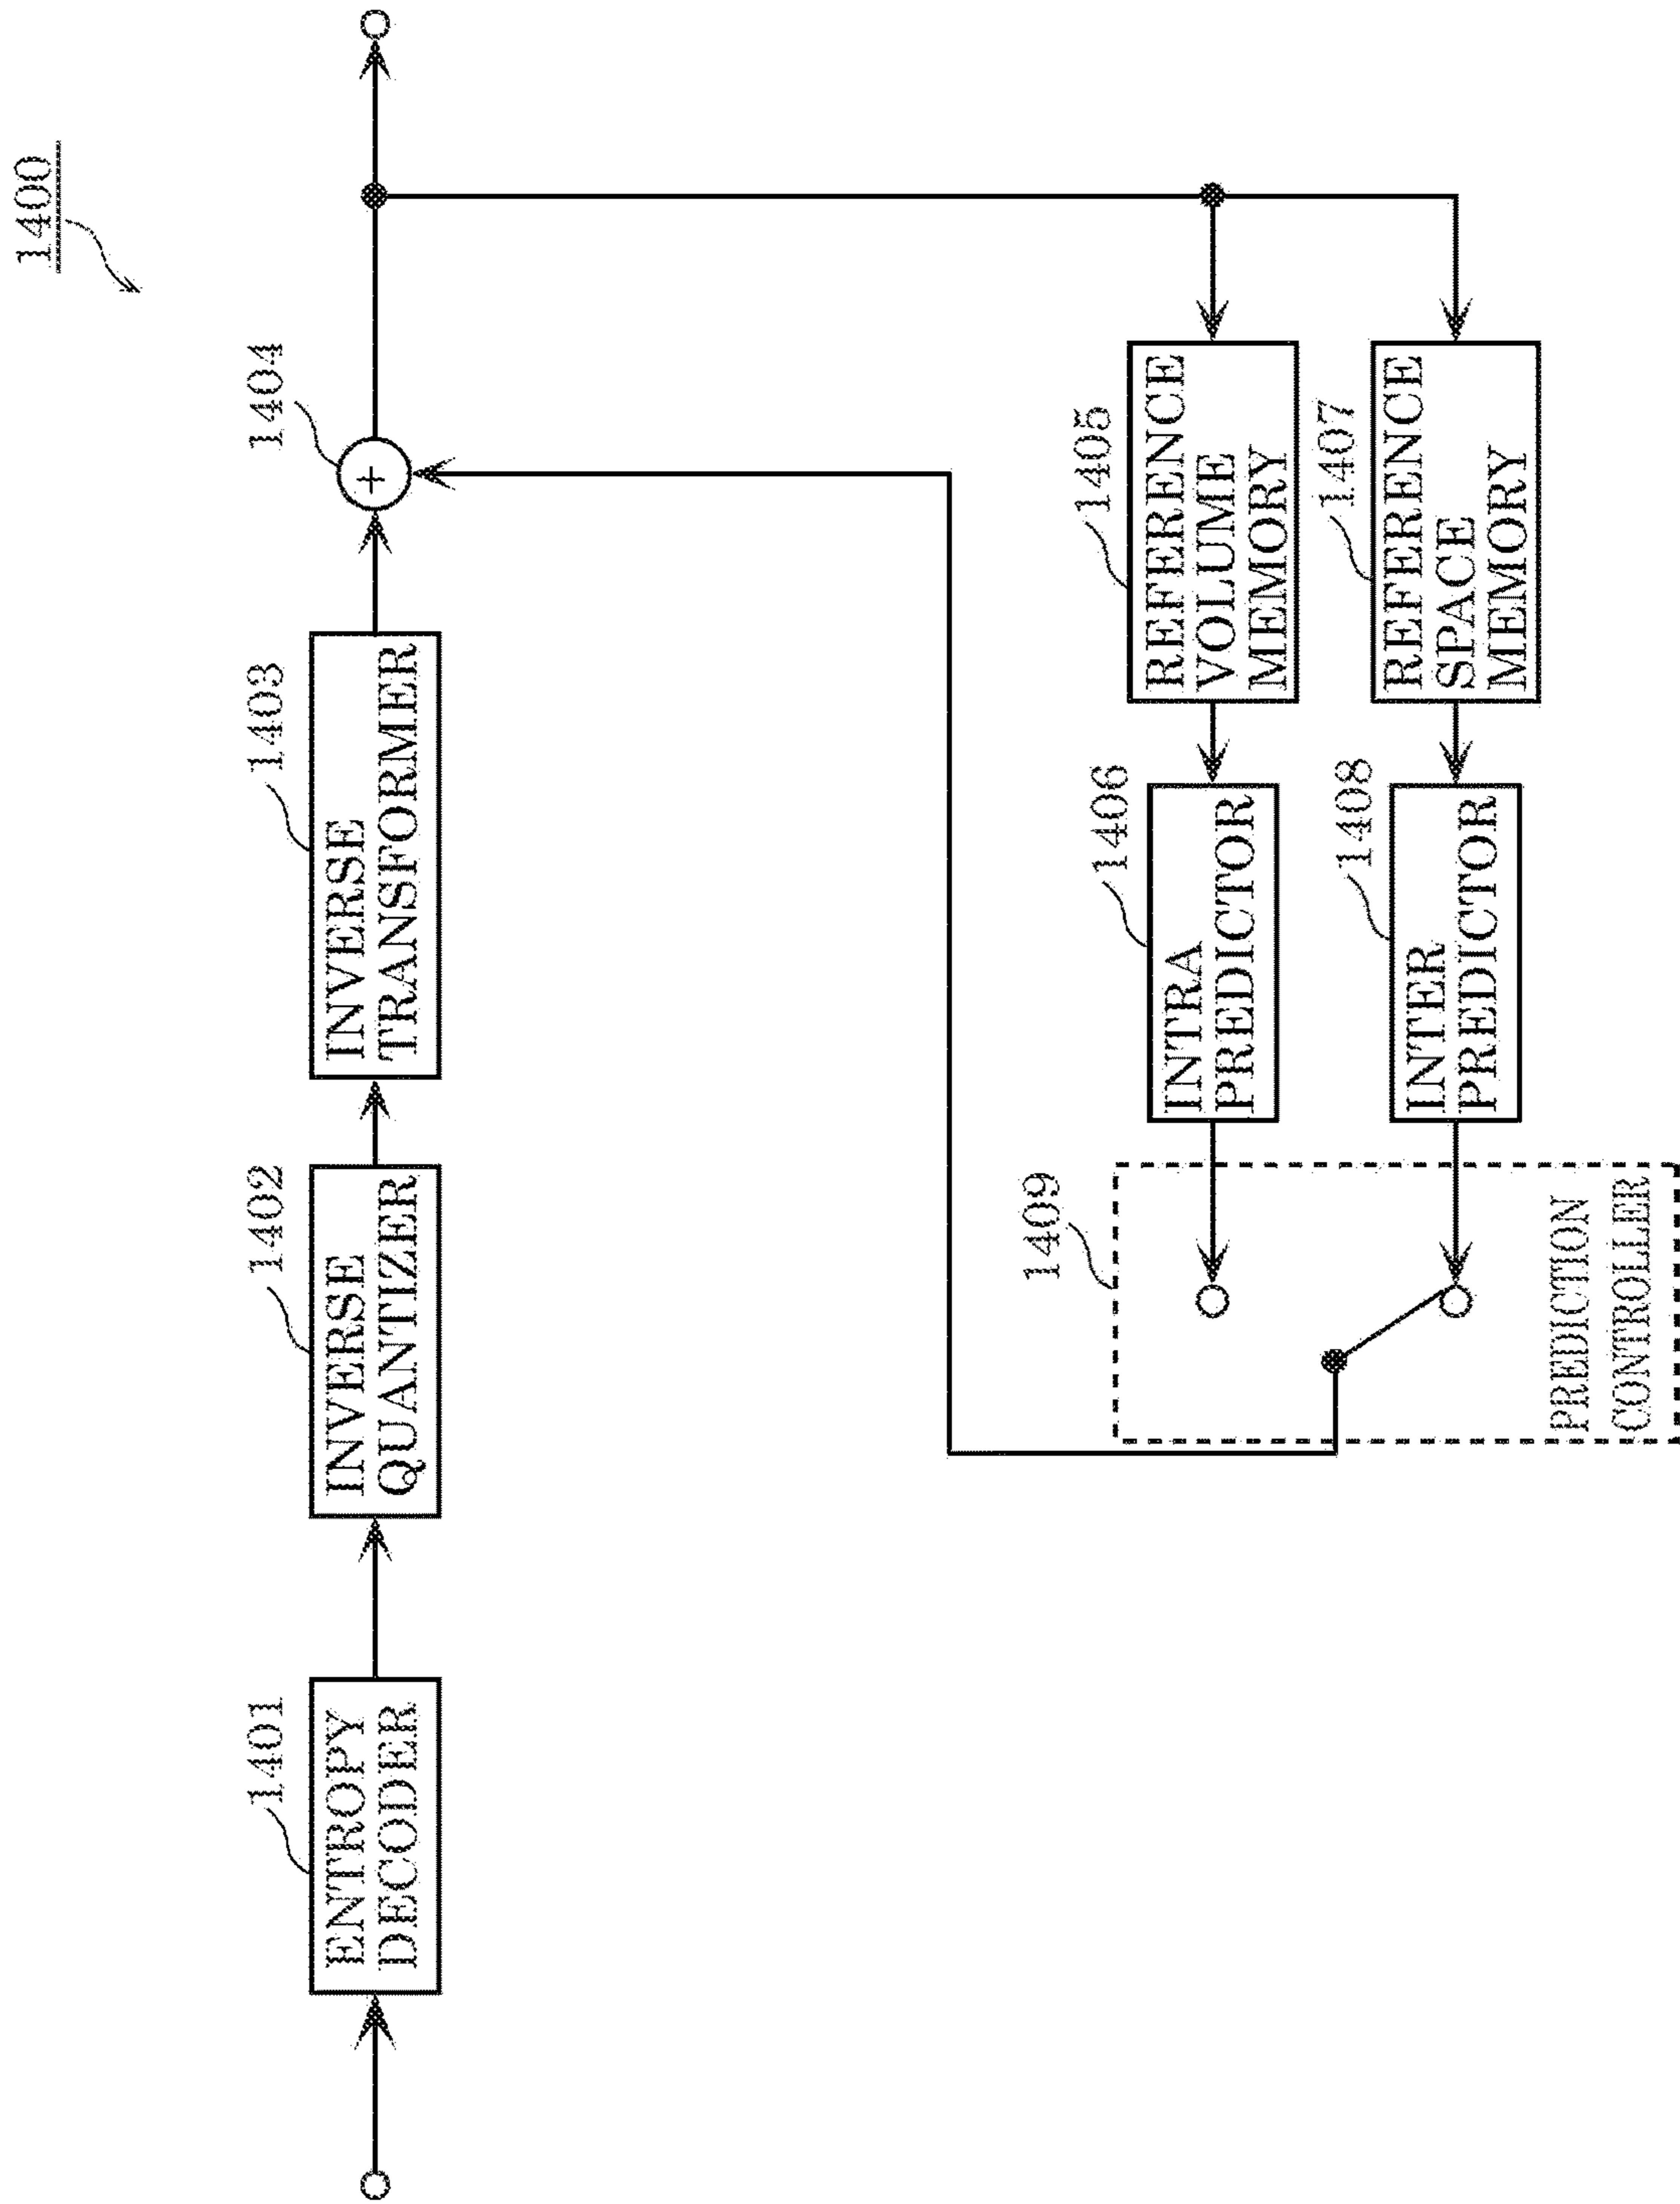 1400
1401
ENTROPY
DECODER
1402
INVERSE
QUANTIZER
1403
INVERSE
TRANSFORMER
1404
+
1409
PREDICTION
CONTROLLER
1406
INTRA
PREDICTOR
1405
REFERENCE
VOLUME
MEMORY
1408
INTER
PREDICTOR
1407
REFERENCE
SPACE
MEMORY